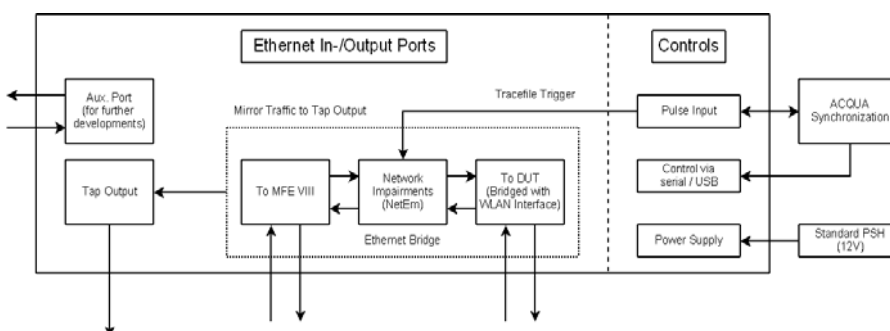 Ethernet In-/Output Ports
Controls
Aux. Port
(for further
developments)
Mirror Traffic to Tap Output
Tracefile Trigger
Pulse Input
ACQUA
Synchronization
Tap Output
To MFE VIII
Network
Impairments
(NetEm)
To DUT
(Bridged with
WLAN Interface)
Control via
serial / USB
Ethernet Bridge
Power Supply
Standard PSH
(12V)